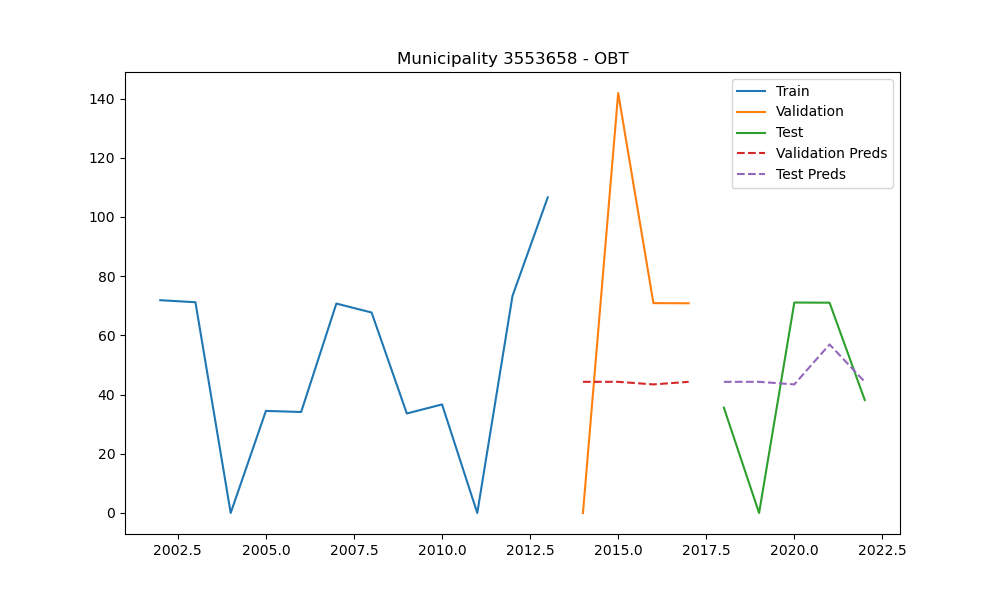 Municipality 3553658 - OBT
Train
Validation
Test
Validation Preds
Test Preds
140
120
100
80
60
40
20
0
2002.5 2005.0 2007.5 2010.0 2012.5 2015.0 2017.5 2020.0 2022.5